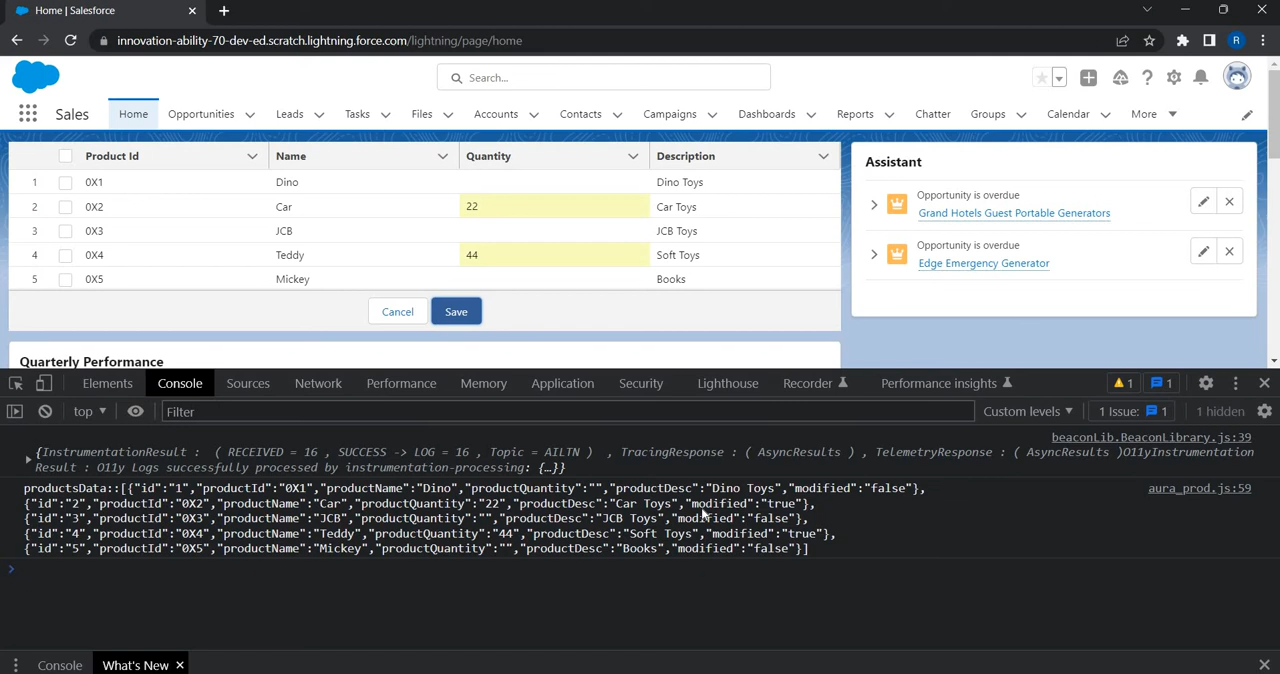 Home | Salesforce
innovation-ability-70-dev-ed.scratch.lightning.force.com/lightning/page/home
R
Search...
Sales
Home Opportunities Leads Tasks Files Accounts Contacts Campaigns Dashboards Reports Chatter Groups Calendar More
Product Id Name Quantity Description
1 0X1 Dino Dino Toys
2 0X2 Car 22 Car Toys
3 0X3 JCB JCB Toys
4 0X4 Teddy 44 Soft Toys
5 0X5 Mickey Books
Cancel Save
Assistant
Opportunity is overdue
Grand Hotels Guest Portable Generators
Opportunity is overdue
Edge Emergency Generator
Quarterly Performance
Elements Console Sources Network Performance Memory Application Security Lighthouse Recorder Performance insights 1 1
top Filter Custom levels 1 Issue: 1 1 hidden
beaconLib.BeaconLibrary.js:39
{InstrumentationResult : ( RECEIVED = 16 , SUCCESS -> LOG = 16 , Topic = AILTN ) , TracingResponse : ( AsyncResults ) , TelemetryResponse : ( AsyncResults )O11yInstrumentation
Result : O11y Logs successfully processed by instrumentation-processing: {…}}
productsData::[{"id":"1","productId":"0X1","productName":"Dino","productQuantity":"","productDesc":"Dino Toys","modified":"false"}, aura_prod.js:59
{"id":"2","productId":"0X2","productName":"Car","productQuantity":"22","productDesc":"Car Toys","modified":"true"},
{"id":"3","productId":"0X3","productName":"JCB","productQuantity":"","productDesc":"JCB Toys","modified":"false"},
{"id":"4","productId":"0X4","productName":"Teddy","productQuantity":"44","productDesc":"Soft Toys","modified":"true"},
{"id":"5","productId":"0X5","productName":"Mickey","productQuantity":"","productDesc":"Books","modified":"false"}]
Console What's New